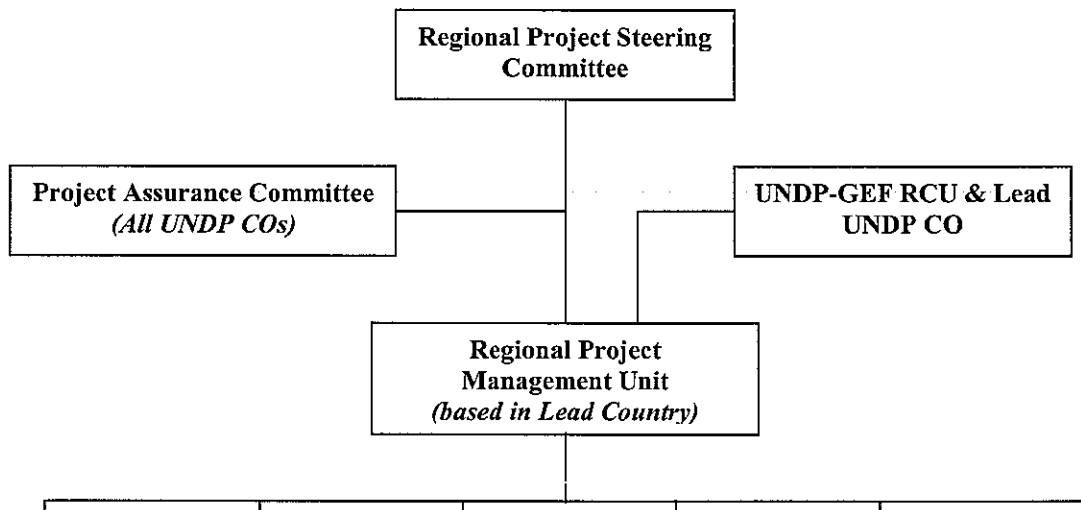 Regional Project Steering
Committee
Project Assurance Committee
(All UNDP COs)
UNDP-GEF RCU & Lead
UNDP CO
Regional Project
Management Unit
(based in Lead Country)